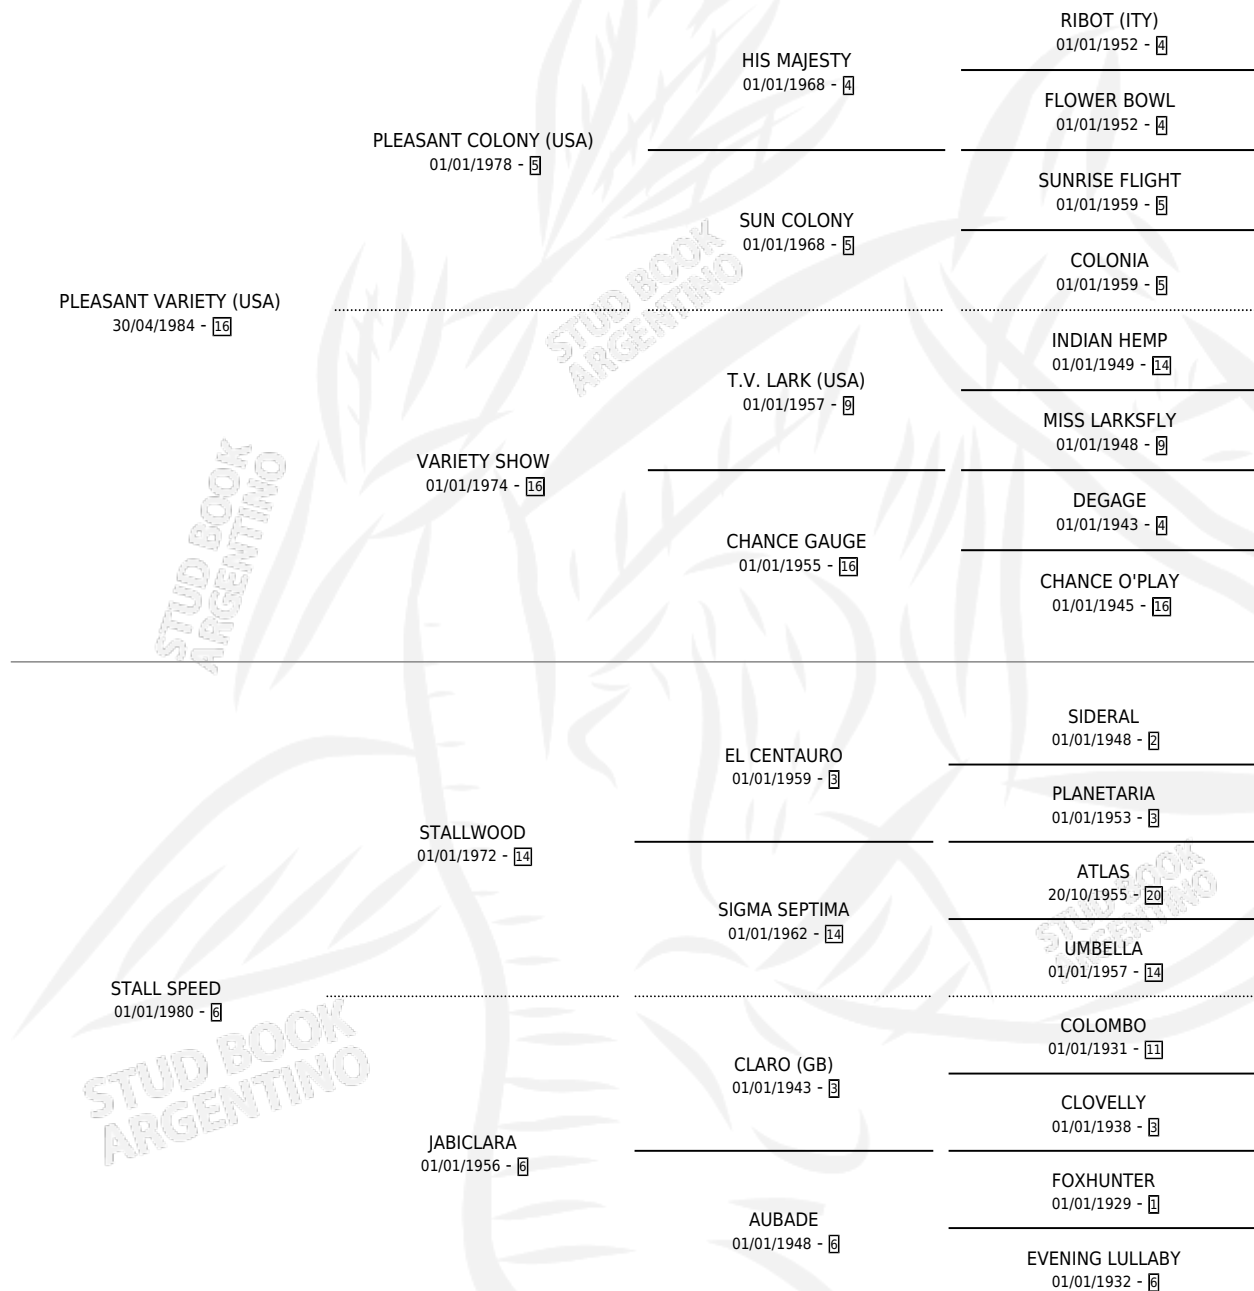 RIBOT (ITY)
01/01/1952 - 4
HIS MAJESTY
01/01/1968 - 4
FLOWER BOWL
01/01/1952 - 4
PLEASANT COLONY (USA)
01/01/1978 - 5
SUNRISE FLIGHT
01/01/1959 - 5
SUN COLONY
01/01/1968 - 5
COLONIA
01/01/1959 - 5
PLEASANT VARIETY (USA)
30/04/1984 - 16
INDIAN HEMP
01/01/1949 - 14
T.V. LARK (USA)
01/01/1957 - 9
MISS LARKSFLY
01/01/1948 - 9
VARIETY SHOW
01/01/1974 - 16
DEGAGE
01/01/1943 - 4
CHANCE GAUGE
01/01/1955 - 16
CHANCE O'PLAY
01/01/1945 - 16
SIDERAL
01/01/1948 - 2
EL CENTAURO
01/01/1959 - 3
PLANETARIA
01/01/1953 - 3
STALLWOOD
01/01/1972 - 14
ATLAS
20/10/1955 - 20
SIGMA SEPTIMA
01/01/1962 - 14
UMBELLA
01/01/1957 - 14
STALL SPEED
01/01/1980 - 6
COLOMBO
01/01/1931 - 11
CLARO (GB)
01/01/1943 - 3
CLOVELLY
01/01/1938 - 3
JABICLARA
01/01/1956 - 6
FOXHUNTER
01/01/1929 - 1
AUBADE
01/01/1948 - 6
EVENING LULLABY
01/01/1932 - 6
STUD BOOK
ARGENTINO
STUD BOOK
ARGENTINO
STUD BOOK
ARGENTINO
STUD BOOK
ARGENTINO